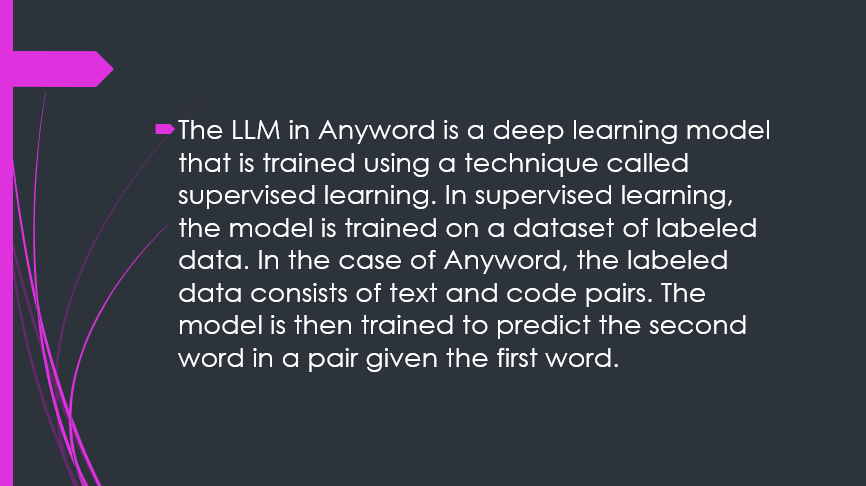 The LLM in Anyword is a deep learning model
that is trained using a technique called
supervised learning. In supervised learning,
the model is trained on a dataset of labeled
data. In the case of Anyword, the labeled
data consists of text and code pairs. The
model is then trained to predict the second
word in a pair given the first word.